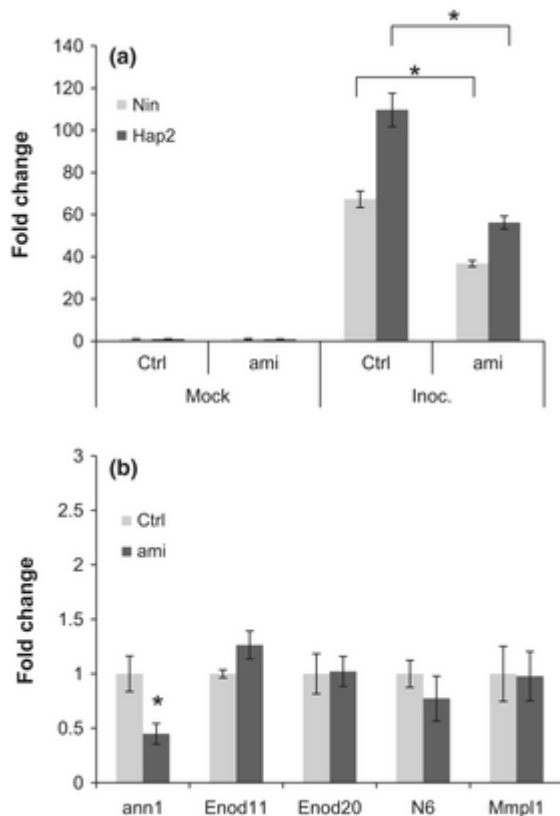 (a)
*
*
Nin
Hap2
Fold change
140
120
100
80
60
40
20
0
Ctrl ami Ctrl ami
Mock Inoc.
(b)
Ctrl
ami
Fold change
3
2.5
2
1.5
1
0.5
0
*
ann1 Enod11 Enod20 N6 Mmpl1